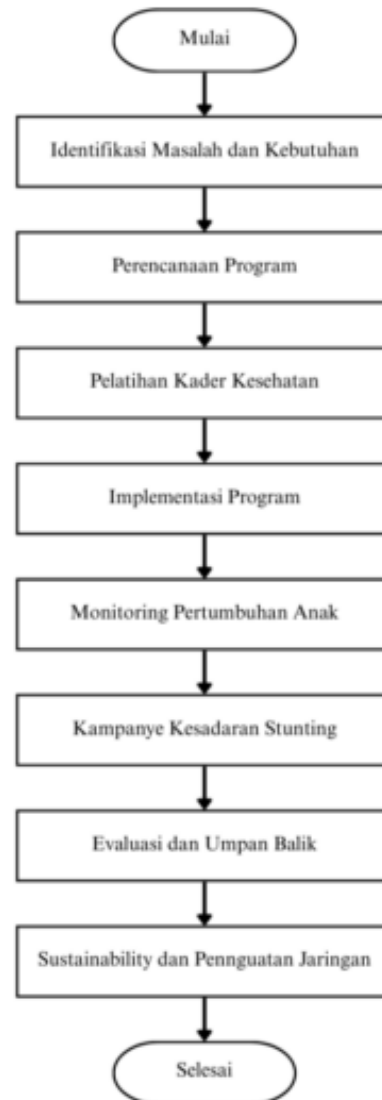 Mulai
Identifikasi Masalah dan Kebutuhan
Perencanaan Program
Pelatihan Kader Kesehatan
Implementasi Program
Monitoring Pertumbuhan Anak
Kampanye Kesadaran Stunting
Evaluasi dan Umpan Balik
Sustainability dan Pennguatan Jaringan
Selesai